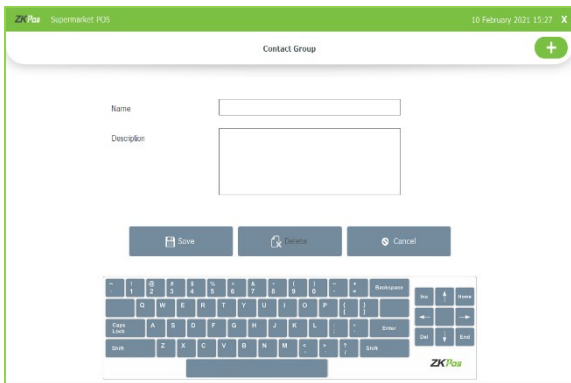 ZKPos Supermarket POS 10 February 2021 15:27 X
Contact Group
+
Name
Description
Save Delete Cancel
1 2 3 4 5 6 7 8 9 0 - + Backspace
Q W E R T Y U I O P { }
Caps Lock A S D F G H J K L Enter
Shift Z X C V B N M < > ? Shift
Ins Home
Del End
ZKPos